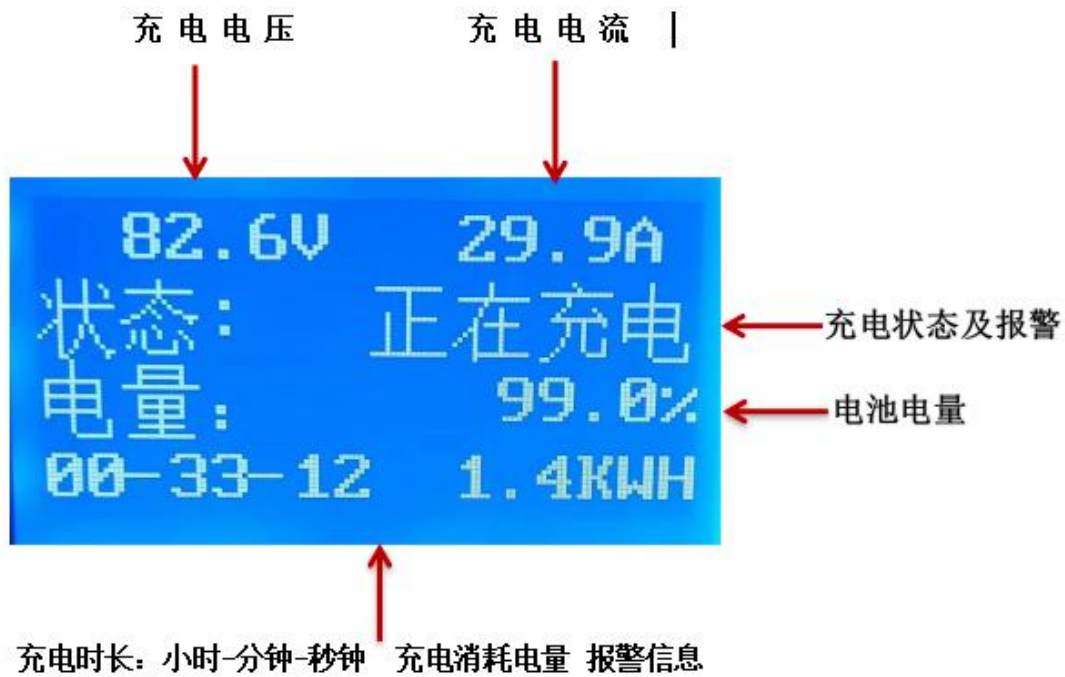 充电电压 充电电流
82.6V 29.9A
状态： 正在充电
充电状态及报警
电量： 99.0%
电池电量
00-33-12 1.4KWH
充电时长：小时-分钟-秒钟 充电消耗电量 报警信息